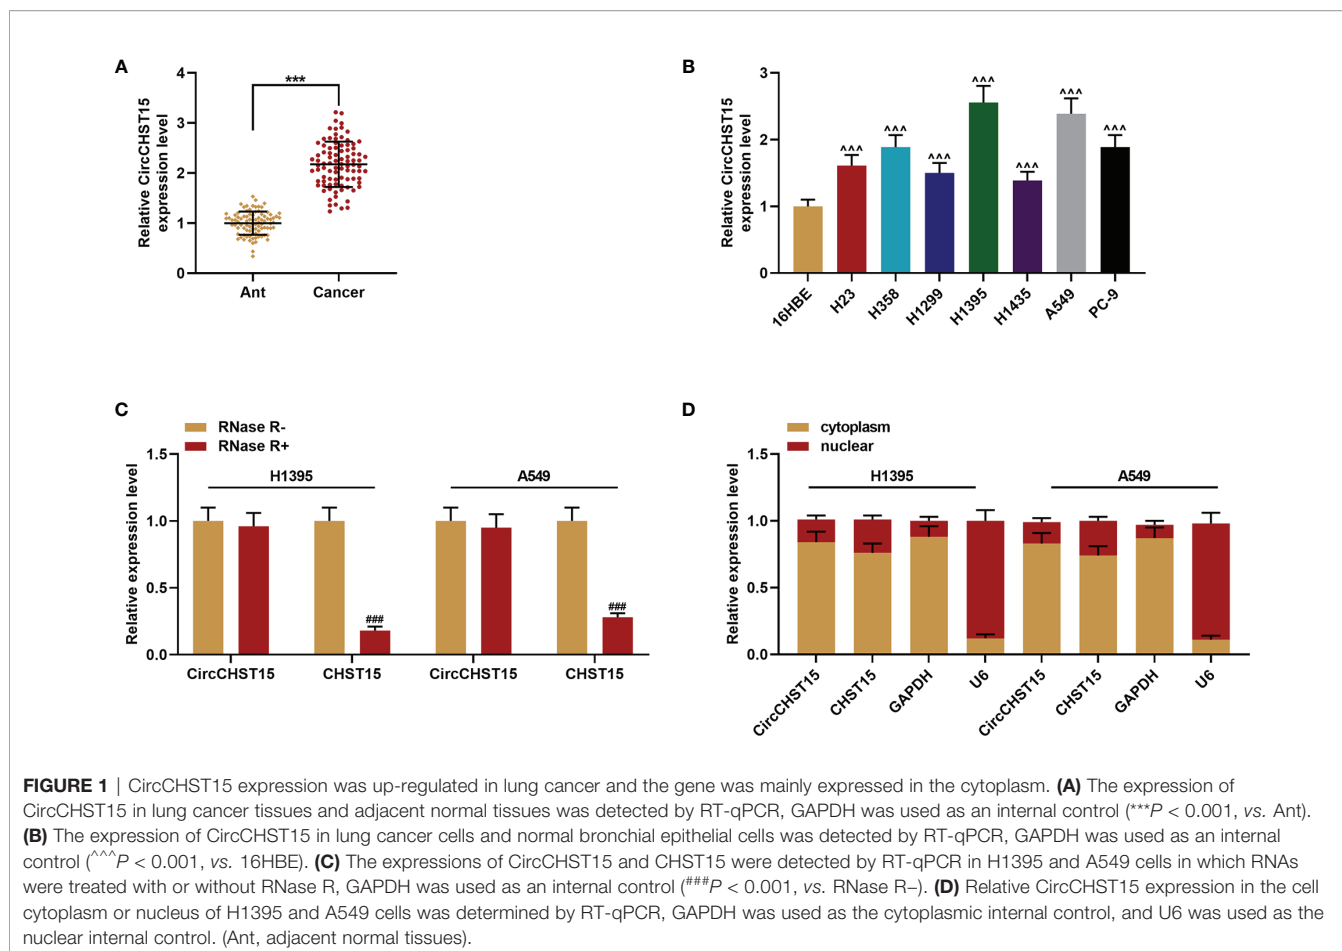 A
Relative CircCHST15
expression level
4
3
2
1
0
***
Ant
Cancer
B
Relative CircCHST15
expression level
3
2
1
0
^^^
^^^
^^^
^^^
^^^
^^^
^^^
16HBE
H23
H358
H1299
H1395
H1435
A549
PC-9
C
RNase R-
RNase R+
Relative expression level
1.5
1.0
0.5
0.0
H1395
A549
###
###
CircCHST15
CHST15
CircCHST15
CHST15
D
cytoplasm
nuclear
Relative expression level
1.5
1.0
0.5
0.0
H1395
A549
CircCHST15
CHST15
GAPDH
U6
CircCHST15
CHST15
GAPDH
U6
FIGURE 1 | CircCHST15 expression was up-regulated in lung cancer and the gene was mainly expressed in the cytoplasm. (A) The expression of
CircCHST15 in lung cancer tissues and adjacent normal tissues was detected by RT-qPCR, GAPDH was used as an internal control (***P < 0.001, vs. Ant).
(B) The expression of CircCHST15 in lung cancer cells and normal bronchial epithelial cells was detected by RT-qPCR, GAPDH was used as an internal
control (^^^P < 0.001, vs. 16HBE). (C) The expressions of CircCHST15 and CHST15 were detected by RT-qPCR in H1395 and A549 cells in which RNAs
were treated with or without RNase R, GAPDH was used as an internal control (###P < 0.001, vs. RNase R–). (D) Relative CircCHST15 expression in the cell
cytoplasm or nucleus of H1395 and A549 cells was determined by RT-qPCR, GAPDH was used as the cytoplasmic internal control, and U6 was used as the
nuclear internal control. (Ant, adjacent normal tissues).